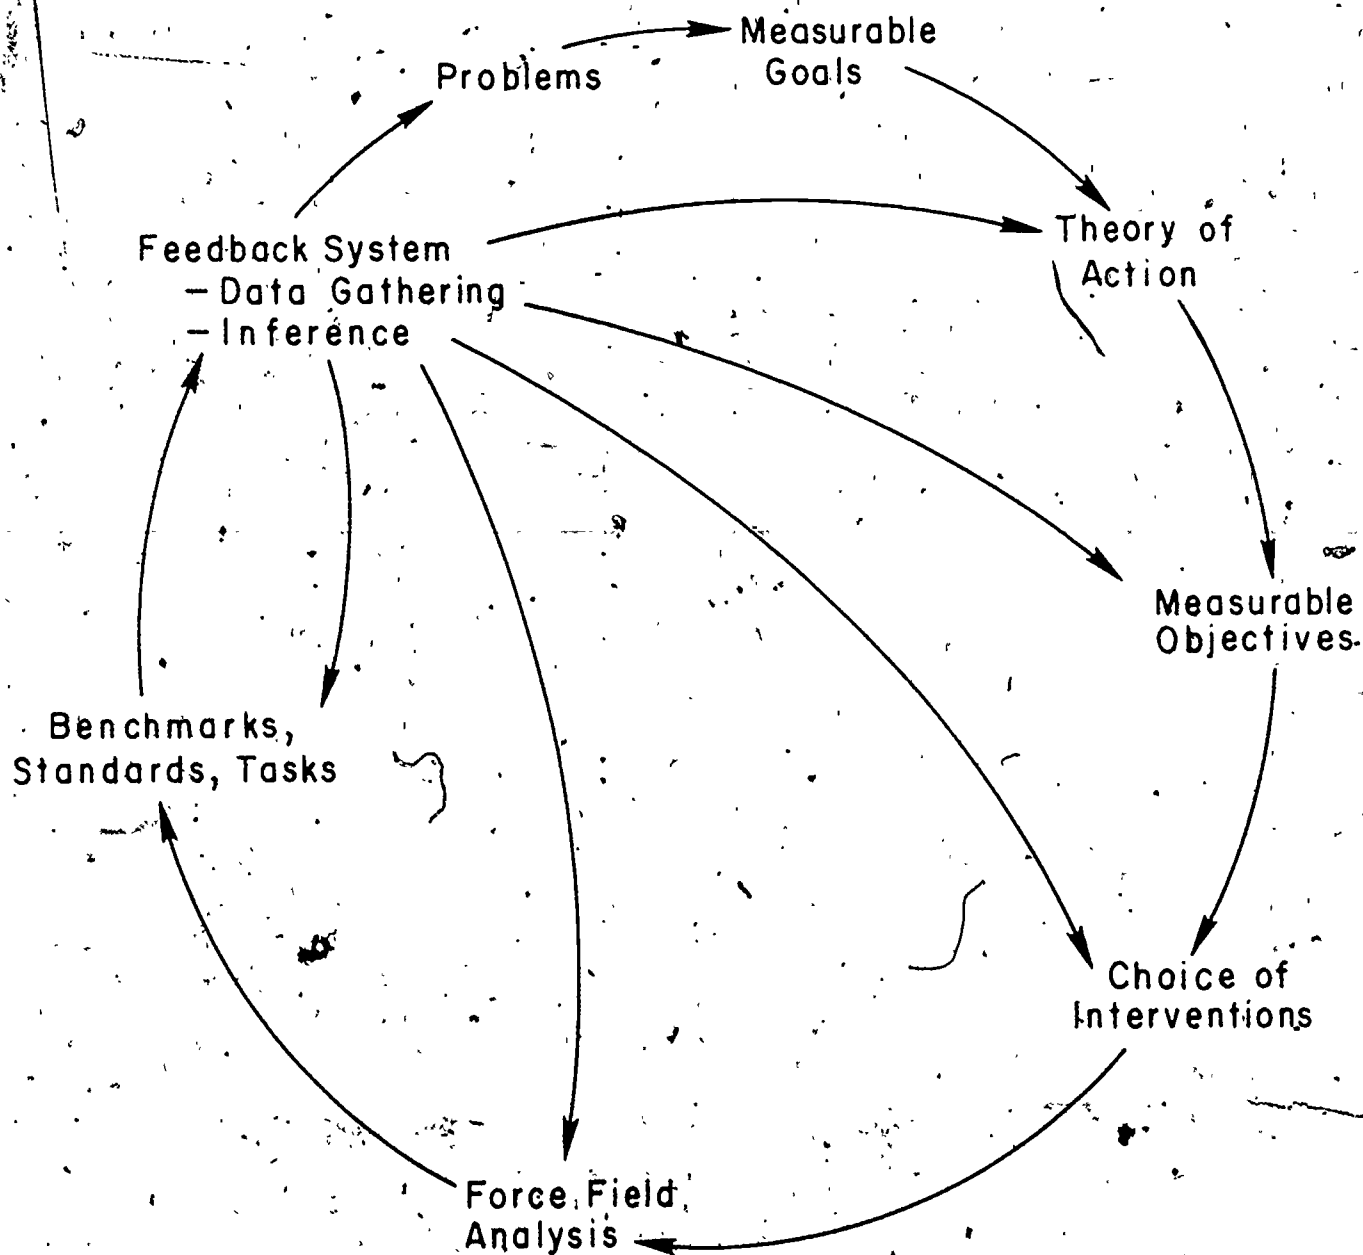 Measurable
Goals
Problems
Theory of
Action
Feedback System
— Data Gathering
— Inference
Measurable
Objectives
Benchmarks,
Standards, Tasks
Choice of
Interventions
Force Field
Analysis